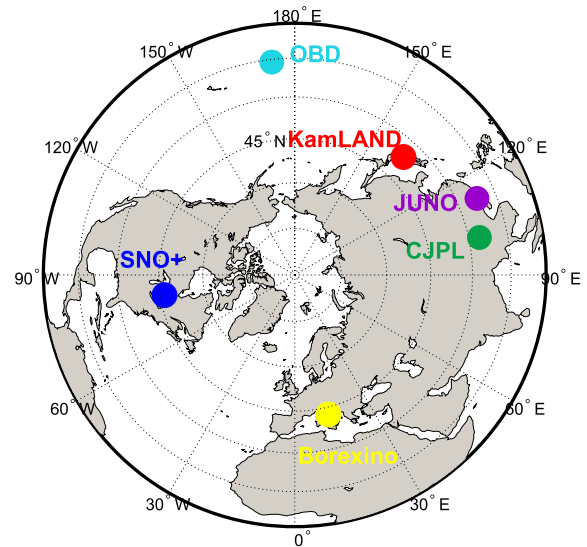 180° E
150° W
OBD
150° E
120° W
45° N
KamLAND
120° E
JUNO
SNO+
CJPL
90° W
90° E
60° W
60° E
Borexino
30° W
30° E
0°